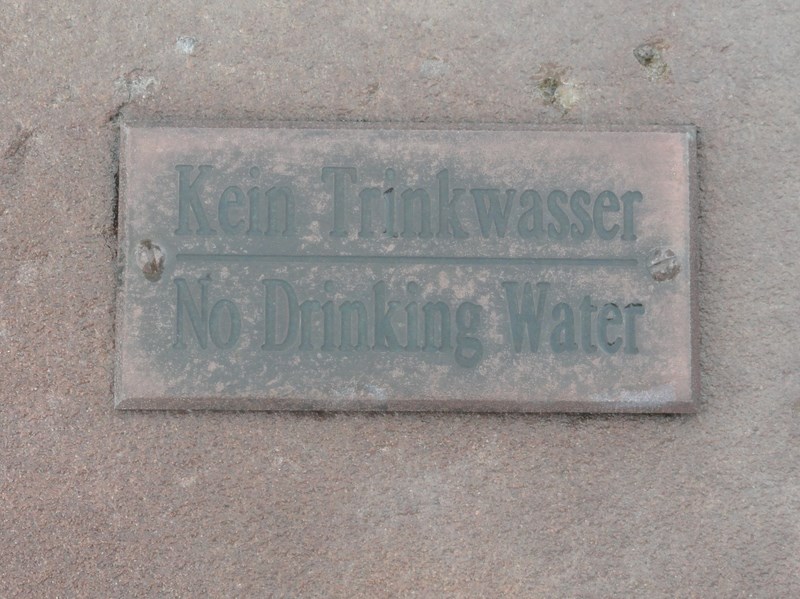 Kein Trinkwasser
No Drinking Water